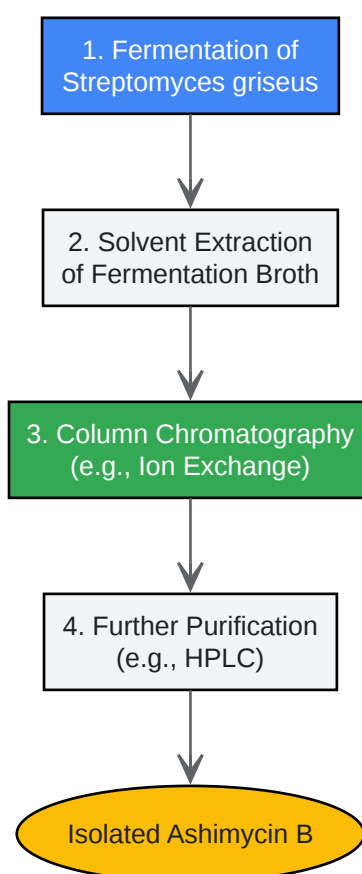 1. Fermentation of
Streptomyces griseus
2. Solvent Extraction
of Fermentation Broth
3. Column Chromatography
(e.g., Ion Exchange)
4. Further Purification
(e.g., HPLC)
Isolated Ashimycin B